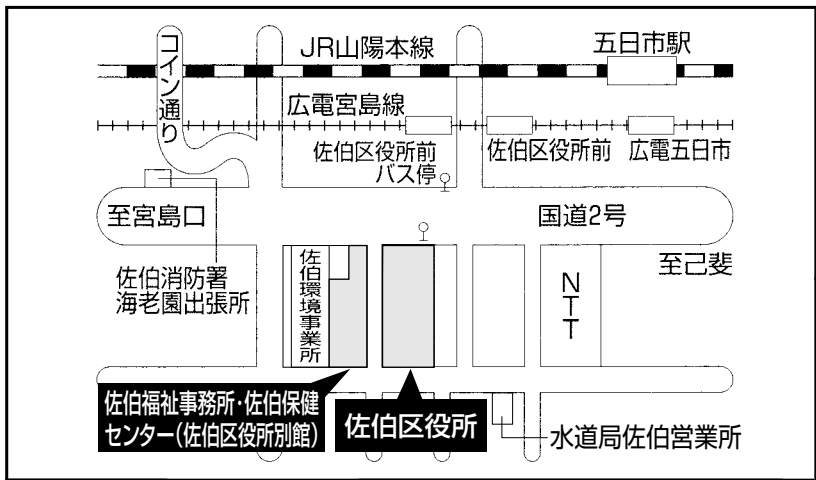 コイン通り
JR山陽本線
五日市駅
広電宮島線
佐伯区役所前
バス停
佐伯区役所前
広電五日市
至宮島口
国道2号
至己斐
佐伯消防署
海老園出張所
佐伯環境事業所
NTT
佐伯福祉事務所・佐伯保健
センター(佐伯区役所別館)
佐伯区役所
水道局佐伯営業所